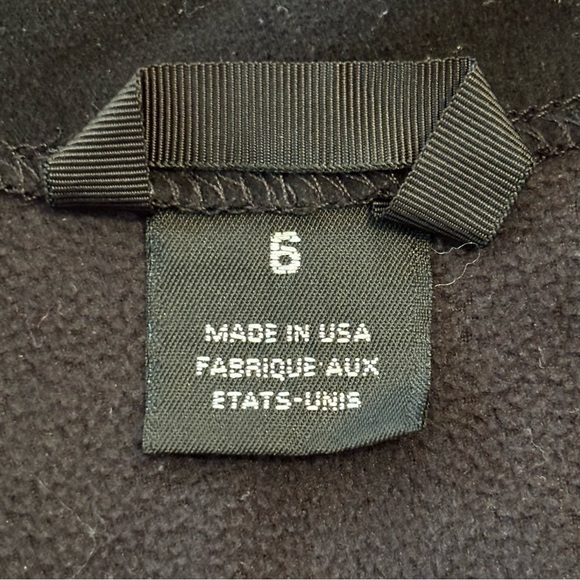 6
MADE IN USA
FABRIQUE AUX
ETATS-UNIS